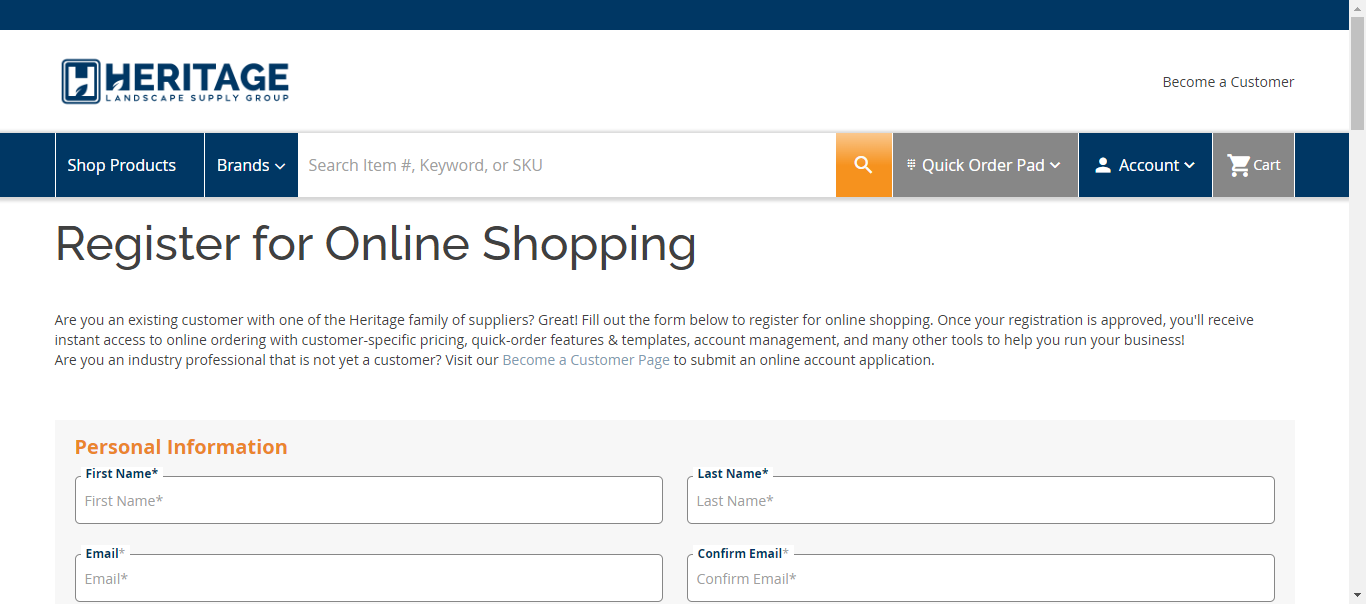 HERITAGE
LANDSCAPE SUPPLY GROUP
Become a Customer
Shop Products
Brands
Search Item #, Keyword, or SKU
Quick Order Pad
Account
Cart
Register for Online Shopping
Are you an existing customer with one of the Heritage family of suppliers? Great! Fill out the form below to register for online shopping. Once your registration is approved, you'll receive
instant access to online ordering with customer-specific pricing, quick-order features & templates, account management, and many other tools to help you run your business!
Are you an industry professional that is not yet a customer? Visit our Become a Customer Page to submit an online account application.
Personal Information
First Name*
First Name*
Last Name*
Last Name*
Email*
Email*
Confirm Email*
Confirm Email*